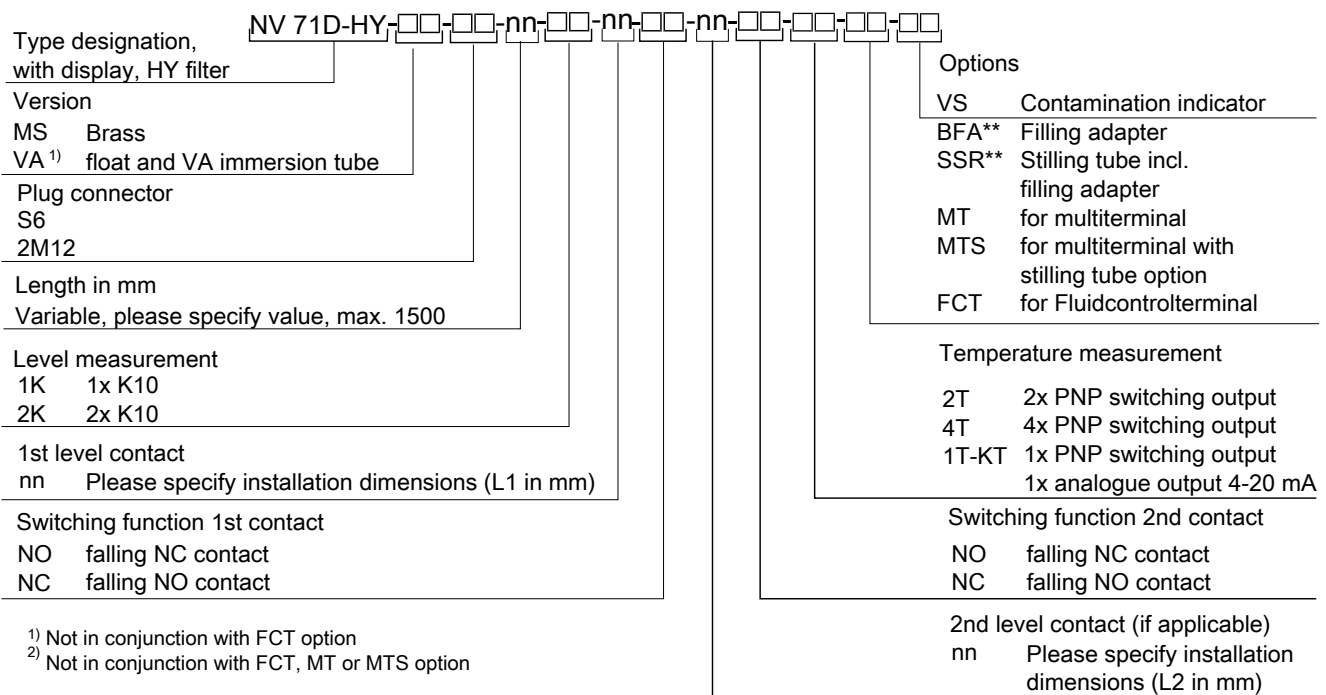 NV 71D-HY-□□-□□-nn-□□-nn-□□-nn-□□-□□-□□-□□
Type designation,
with display, HY filter
Version
MS Brass
VA ¹⁾ float and VA immersion tube
Plug connector
S6
2M12
Length in mm
Variable, please specify value, max. 1500
Level measurement
1K 1x K10
2K 2x K10
1st level contact
nn Please specify installation dimensions (L1 in mm)
Switching function 1st contact
NO falling NC contact
NC falling NO contact
¹⁾ Not in conjunction with FCT option
²⁾ Not in conjunction with FCT, MT or MTS option
Options
VS Contamination indicator
BFA** Filling adapter
SSR** Stilling tube incl.
filling adapter
MT for multiterminal
MTS for multiterminal with
stilling tube option
FCT for Fluidcontrolterminal
Temperature measurement
2T 2x PNP switching output
4T 4x PNP switching output
1T-KT 1x PNP switching output
1x analogue output 4-20 mA
Switching function 2nd contact
NO falling NC contact
NC falling NO contact
2nd level contact (if applicable)
nn Please specify installation
dimensions (L2 in mm)